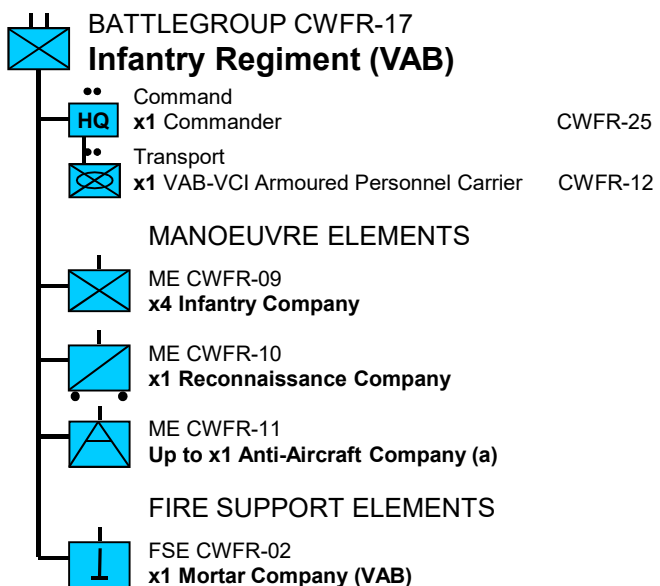 BATTLEGROUP CWFR-17
Infantry Regiment (VAB)
Command
HQ x1 Commander CWFR-25
Transport
x1 VAB-VCI Armoured Personnel Carrier CWFR-12
MANOEUVRE ELEMENTS
ME CWFR-09
x4 Infantry Company
ME CWFR-10
x1 Reconnaissance Company
ME CWFR-11
Up to x1 Anti-Aircraft Company (a)
FIRE SUPPORT ELEMENTS
FSE CWFR-02
x1 Mortar Company (VAB)